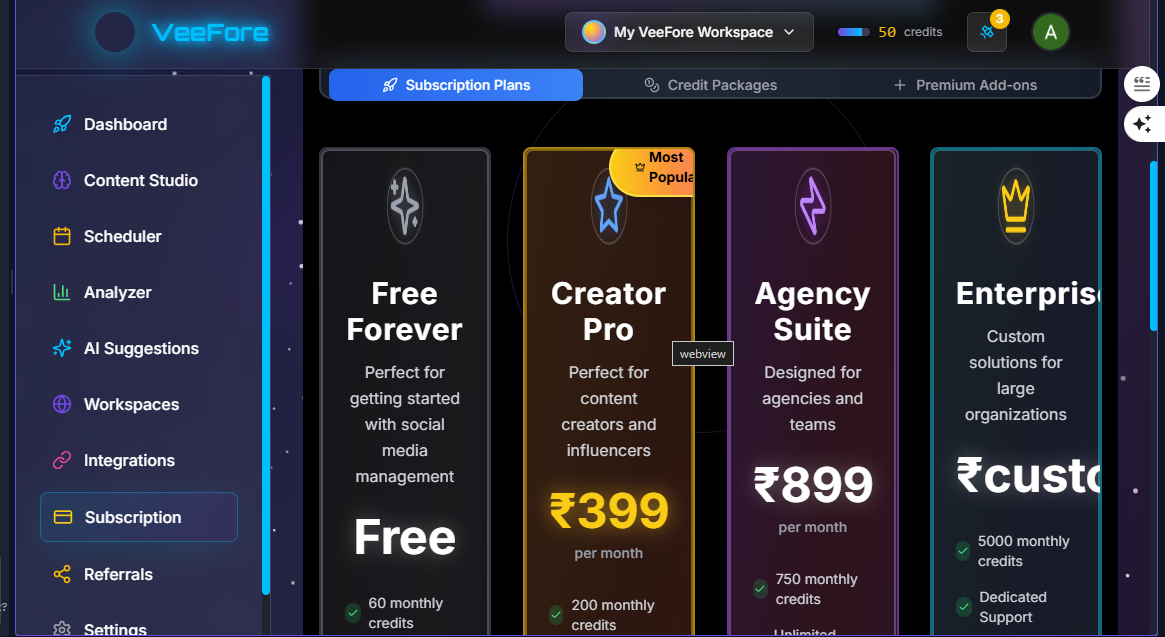 VeeFore
My VeeFore Workspace
50 credits
3
A
Subscription Plans
Credit Packages
Premium Add-ons
Dashboard
Content Studio
Scheduler
Analyzer
AI Suggestions
Workspaces
Integrations
Subscription
Referrals
Settings
?
Most
Popula
Free
Forever
Perfect for
getting started
with social
media
management
Free
60 monthly
credits
Creator
Pro
Perfect for
content
creators and
influencers
₹399
per month
200 monthly
credits
webview
Agency
Suite
Designed for
agencies and
teams
₹899
per month
750 monthly
credits
Unlimited
Enterpris
Custom
solutions for
large
organizations
₹custo
5000 monthly
credits
Dedicated
Support